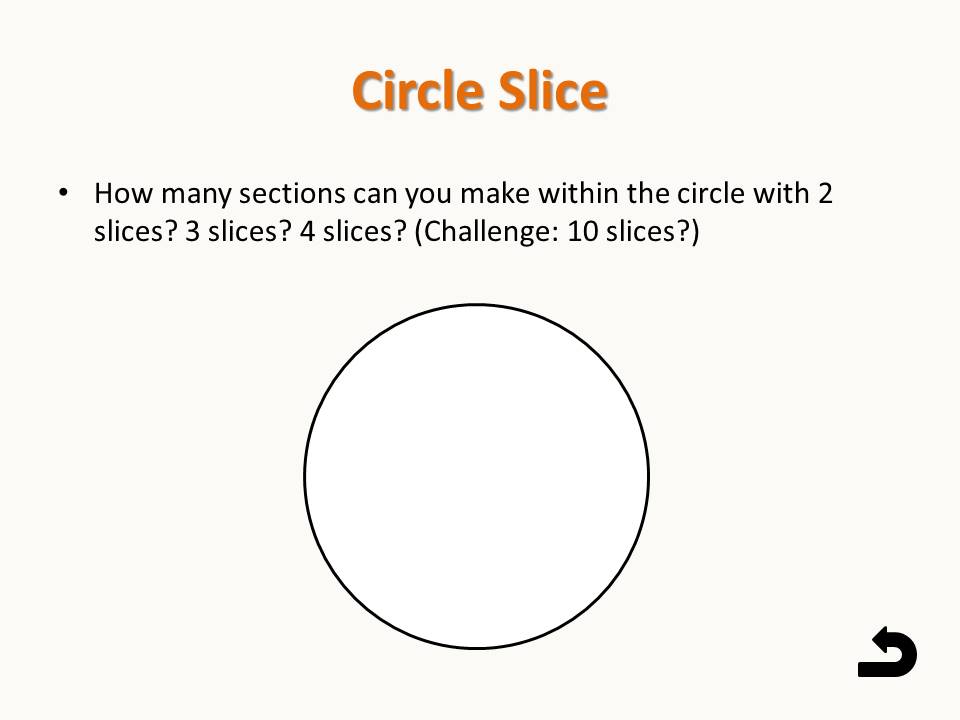 Circle Slice
• How many sections can you make within the circle with 2
slices? 3 slices? 4 slices? (Challenge: 10 slices?)